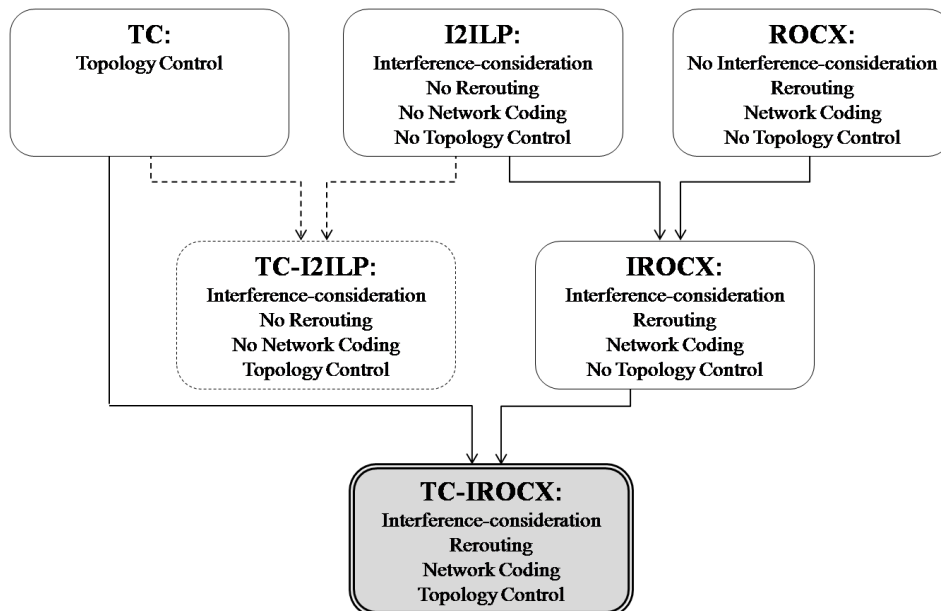 TC:
Topology Control
I2ILP:
Interference-consideration
No Rerouting
No Network Coding
No Topology Control
ROCX:
No Interference-consideration
Rerouting
Network Coding
No Topology Control
TC-I2ILP:
Interference-consideration
No Rerouting
No Network Coding
Topology Control
IROCX:
Interference-consideration
Rerouting
Network Coding
No Topology Control
TC-IROCX:
Interference-consideration
Rerouting
Network Coding
Topology Control